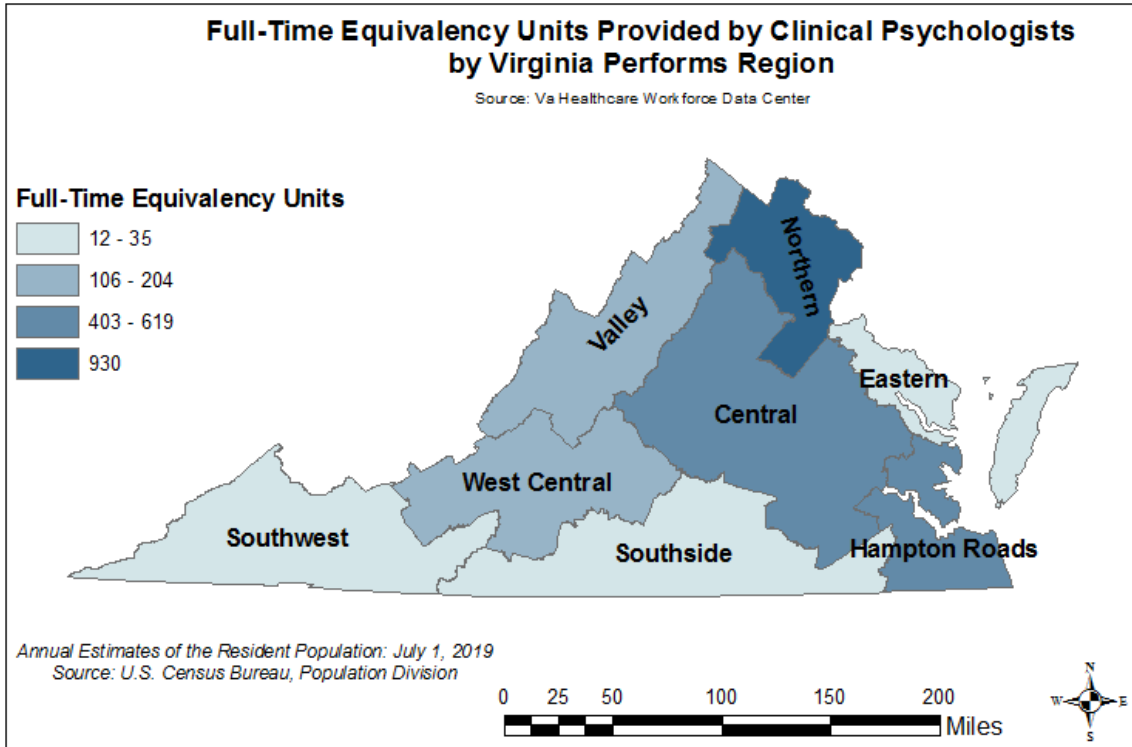 Full-Time Equivalency Units Provided by Clinical Psychologists
by Virginia Performs Region
Source: Va Healthcare Workforce Data Center
Full-Time Equivalency Units
12 - 35
106 - 204
403 - 619
930
Northern
Valley
Eastern
Central
West Central
Southwest
Southside
Hampton Roads
Annual Estimates of the Resident Population: July 1, 2019
Source: U.S. Census Bureau, Population Division
0 25 50 100 150 200
Miles
N
W E
S